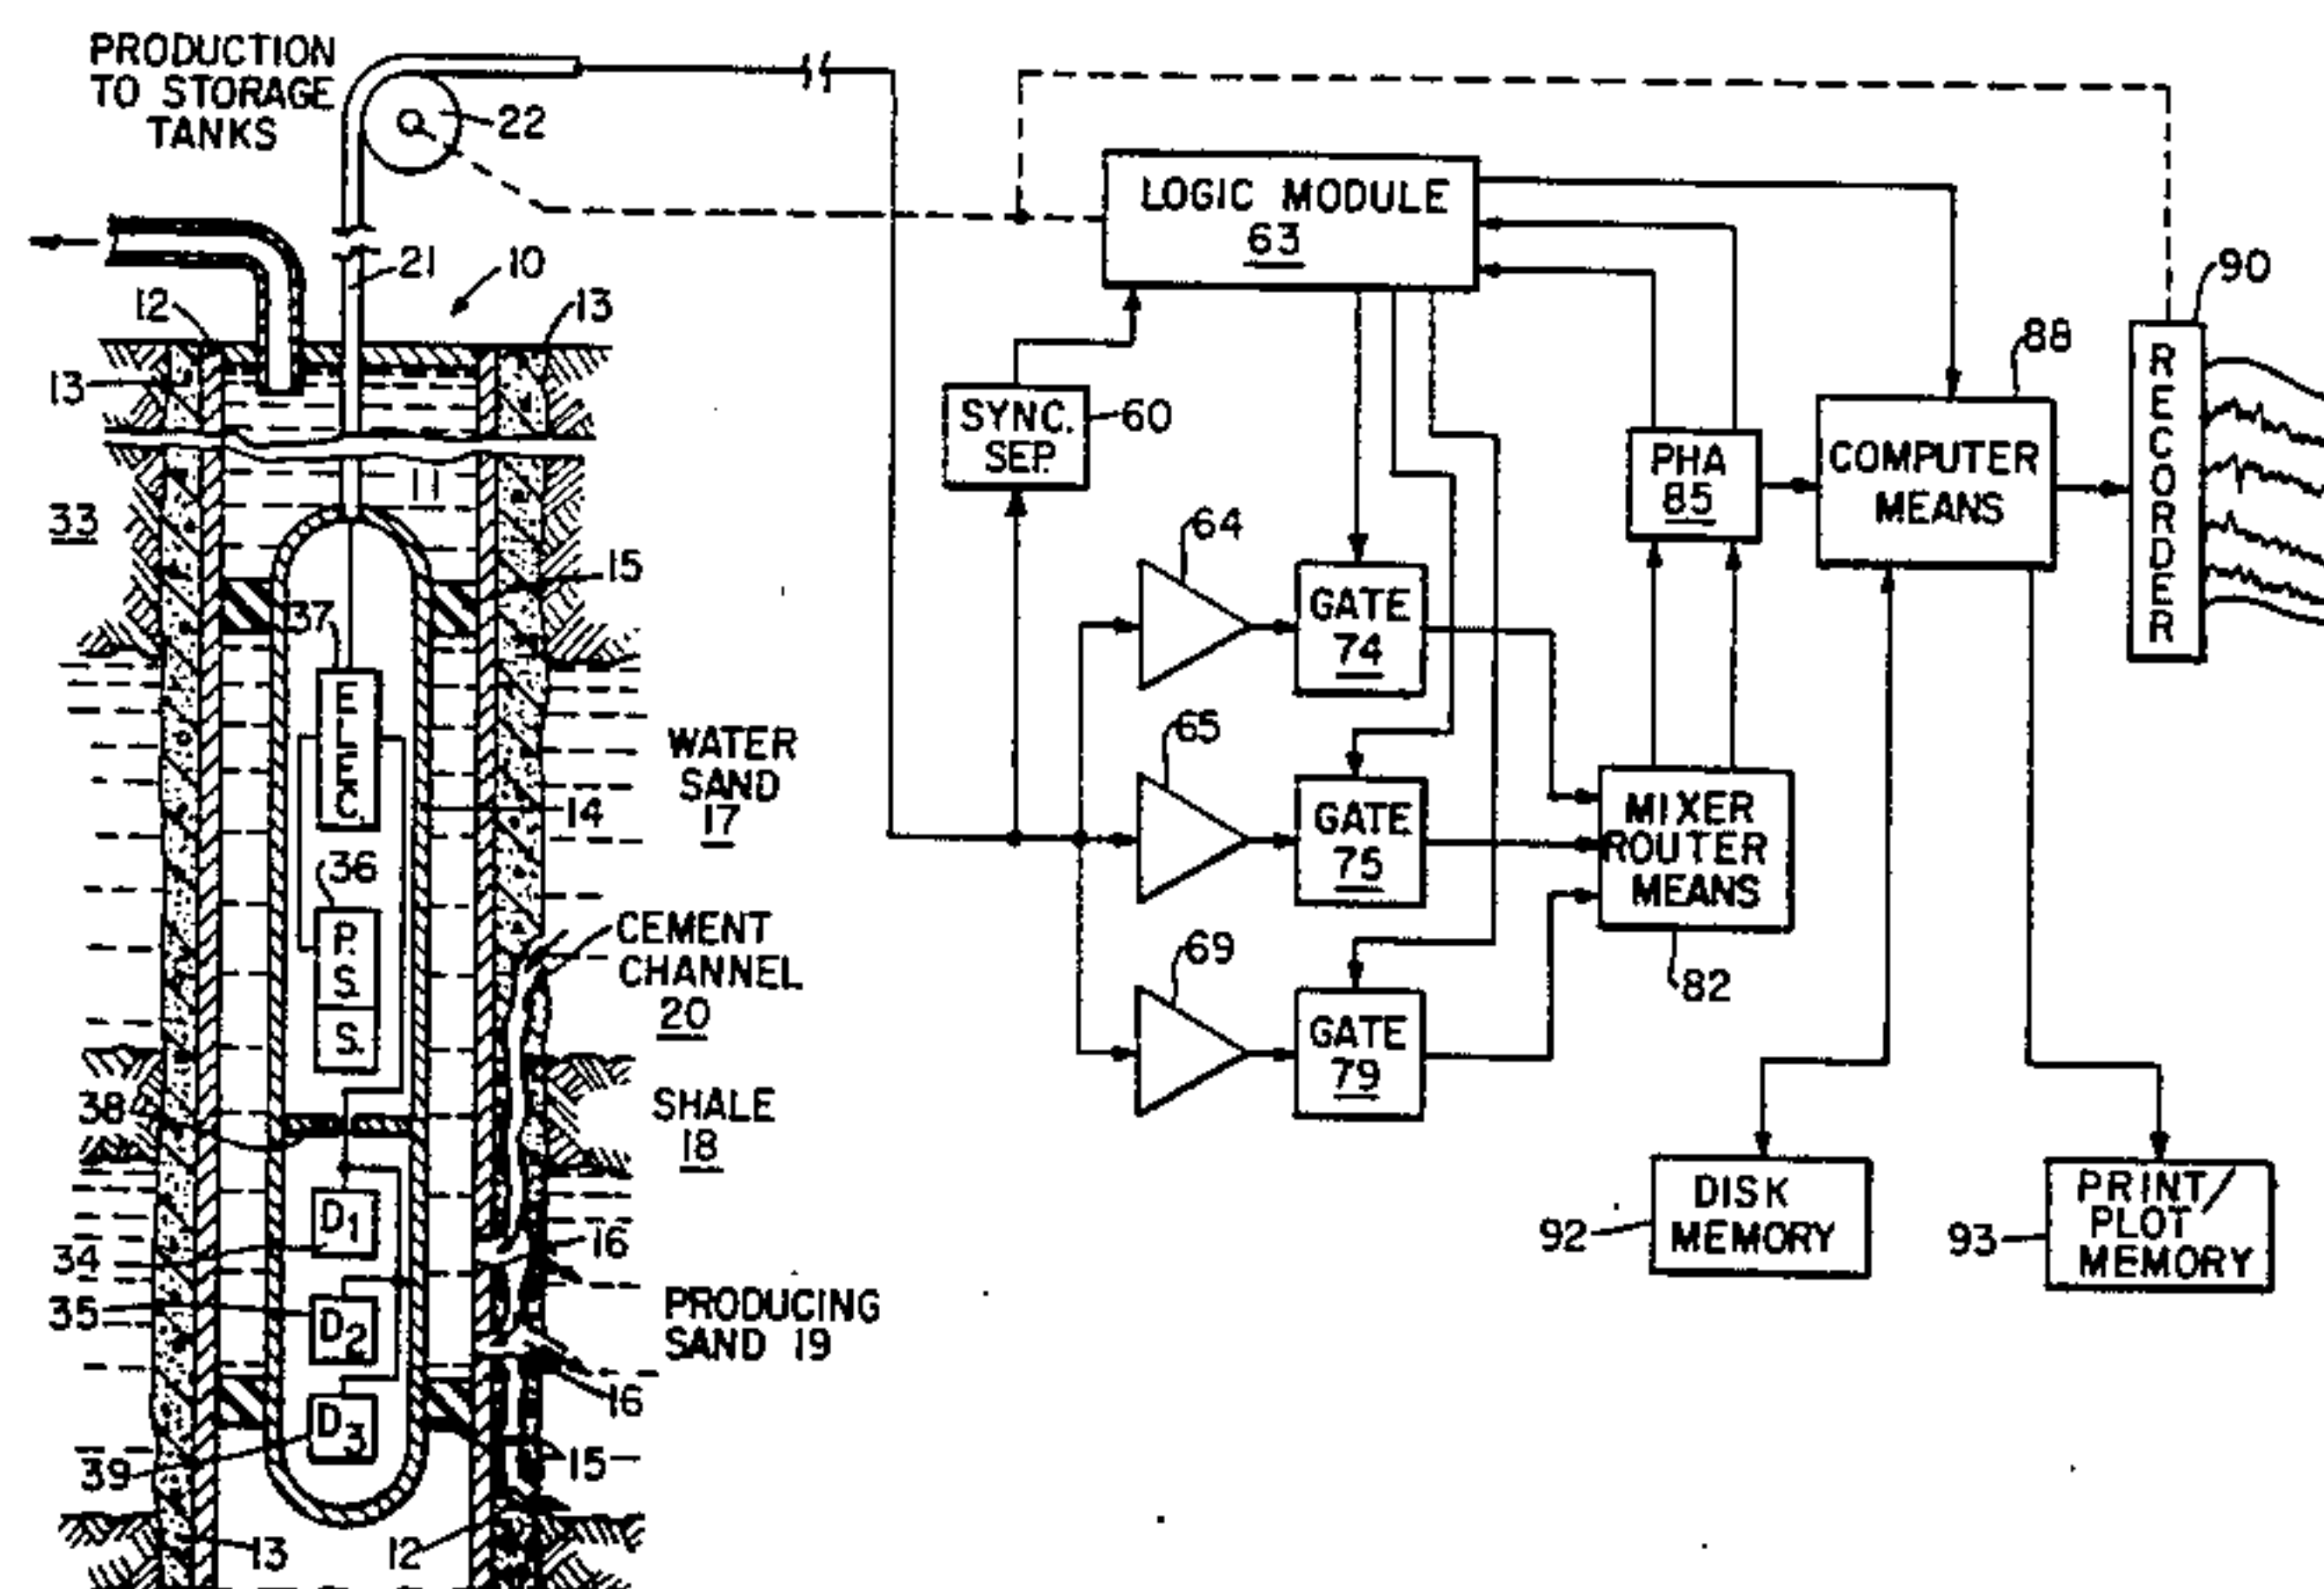 PRODUCTION
TO STORAGE
TANKS
22
21
10
12
13
13
11
33
15
37
ELEC.
WATER
SAND
17
14
36
P.
S.
S.
CEMENT
CHANNEL
20
38
SHALE
18
D1
34
16
35
D2
PRODUCING
SAND 19
16
D3
39
15
13
12
LOGIC MODULE
63
SYNC.
SEP.
60
64
GATE
74
65
GATE
75
69
GATE
79
PHA
85
MIXER
ROUTER
MEANS
82
88
COMPUTER
MEANS
90
RECORDER
92
DISK
MEMORY
93
PRINT/
PLOT
MEMORY